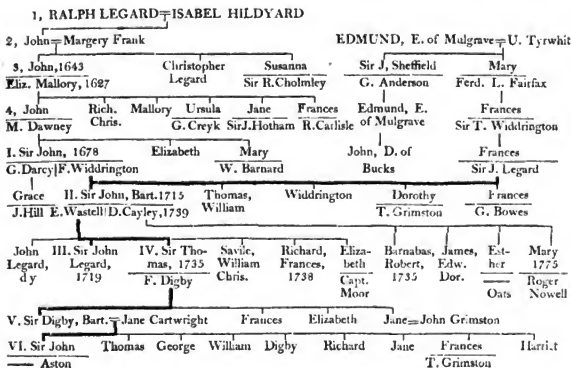 1, RALPH LEGARD=ISABEL HILDYARD
2, John=Margery Frank EDMUND, E. of Mulgrave=U. Tyrwhit
3, John, 1643 Christopher Susanna Sir J, Sheffield Mary
Eliz. Mallory, 1627 Legard Sir R.Cholmley G. Anderson Ferd. L. Fairfax
4, John Rich. Mallory Ursula Jane Frances Edmund, E. Frances
M. Dawney Chris. G. Creyk Sir J. Hotham R. Carlisle of Mulgrave Sir T. Widdrington
I. Sir John, 1678 Elizabeth Mary John, D. of Frances
G. Darcy|F. Widdrington W. Barnard Bucks Sir J. Legard
Grace II. Sir John, Bart. 1715 Thomas, Widdrington Dorothy Frances
J. Hill E. Wastell|D. Cayley, 1739 William T. Grimston G. Bowes
John III. Sir John IV. Sir Tho- Savile, Richard, Eliza- Barnabas, James, Est- Mary
Legard, Legard, mas, 1735 William Frances, beth Robert, Edw. her 1775
d y 1719 F. Digby Chris. 1738 Capt. 1735 Dor. Roger
Moor Oats Nowell
V. Sir Digby, Bart.=Jane Cartwright Frances Elizabeth Jane=John Grimston
VI. Sir John Thomas George William Digby Richard Jane Frances Harriet
Aston T. Grimston